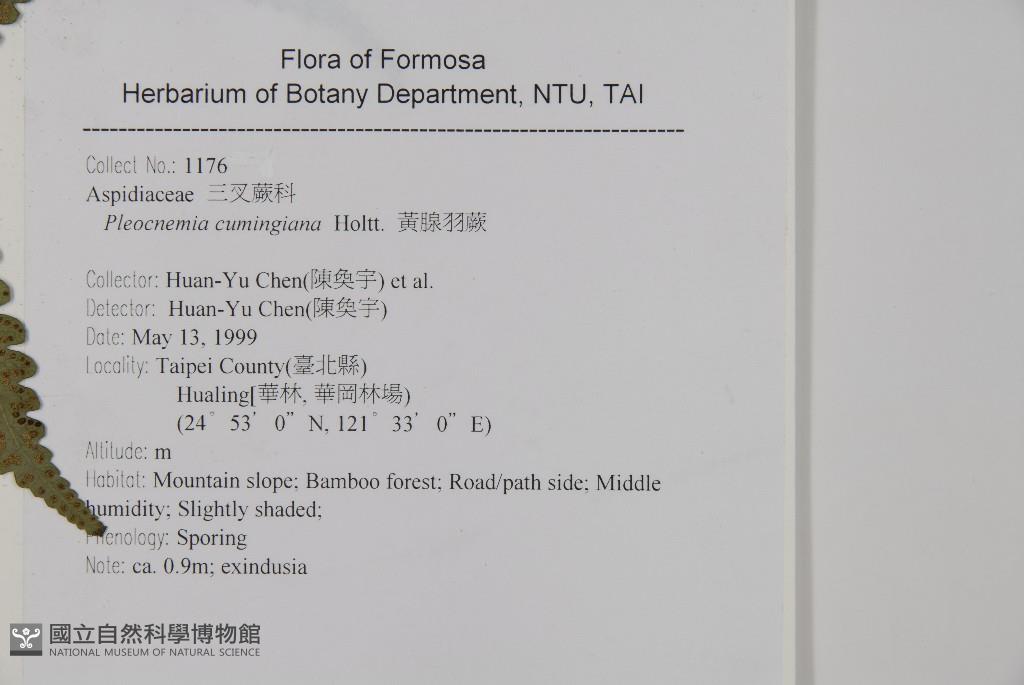 Flora of Formosa
Herbarium of Botany Department, NTU, TAI
Collect No.: 1176
Aspidiaceae 三叉蕨科
Pleocnemia cumingiana Holtt. 黃腺羽蕨
Collector: Huan-Yu Chen(陳奐宇) et al.
Detector: Huan-Yu Chen(陳奐宇)
Date: May 13, 1999
Locality: Taipei County(臺北縣)
Hualing[華林, 華岡林場)
(24° 53' 0" N, 121° 33' 0" E)
Altitude: m
Habitat: Mountain slope; Bamboo forest; Road/path side; Middle
humidity; Slightly shaded;
Phenology: Sporing
Note: ca. 0.9m; exindusia
國立自然科學博物館
NATIONAL MUSEUM OF NATURAL SCIENCE